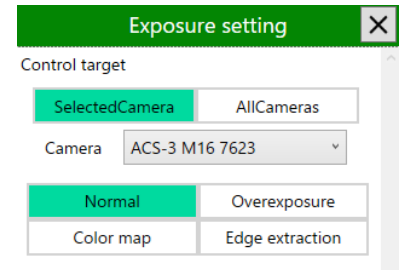 Exposure setting
Control target
SelectedCamera AllCameras
Camera ACS-3 M16 7623
Normal Overexposure
Color map Edge extraction